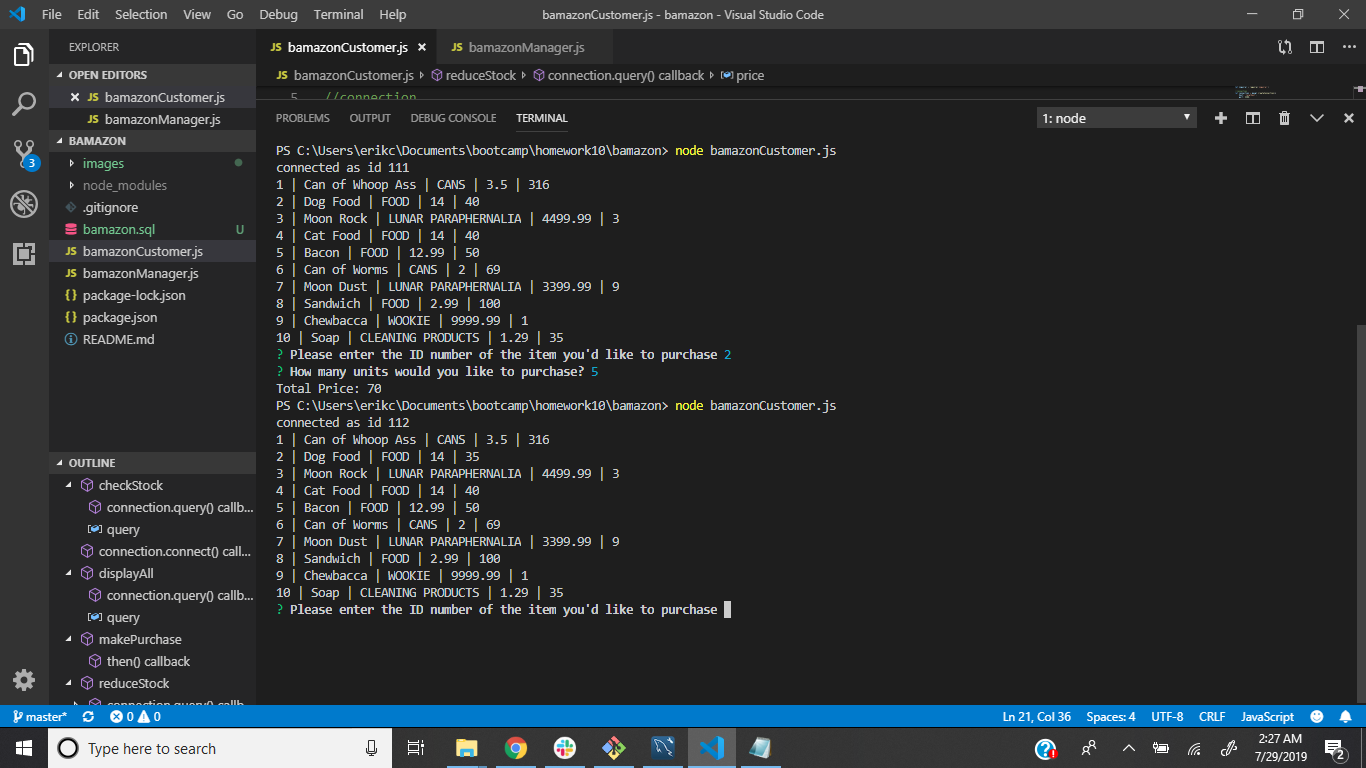 File Edit Selection View Go Debug Terminal Help
bamazonCustomer.js - bamazon - Visual Studio Code
EXPLORER
OPEN EDITORS
JS bamazonCustomer.js
JS bamazonManager.js
BAMAZON
images
node_modules
.gitignore
bamazon.sql U
JS bamazonCustomer.js
JS bamazonManager.js
{} package-lock.json
{} package.json
README.md
3
OUTLINE
checkStock
connection.query() callb...
query
connection.connect() call...
displayAll
connection.query() callb...
query
makePurchase
then() callback
reduceStock
connection.query() callb
JS bamazonCustomer.js
JS bamazonManager.js
JS bamazonCustomer.js reduceStock connection.query() callback price
5 //connection
PROBLEMS OUTPUT DEBUG CONSOLE TERMINAL
1: node
PS C:\Users\erikc\Documents\bootcamp\homework10\bamazon> node bamazonCustomer.js
connected as id 111
1 | Can of Whoop Ass | CANS | 3.5 | 316
2 | Dog Food | FOOD | 14 | 40
3 | Moon Rock | LUNAR PARAPHERNALIA | 4499.99 | 3
4 | Cat Food | FOOD | 14 | 40
5 | Bacon | FOOD | 12.99 | 50
6 | Can of Worms | CANS | 2 | 69
7 | Moon Dust | LUNAR PARAPHERNALIA | 3399.99 | 9
8 | Sandwich | FOOD | 2.99 | 100
9 | Chewbacca | WOOKIE | 9999.99 | 1
10 | Soap | CLEANING PRODUCTS | 1.29 | 35
? Please enter the ID number of the item you'd like to purchase 2
? How many units would you like to purchase? 5
Total Price: 70
PS C:\Users\erikc\Documents\bootcamp\homework10\bamazon> node bamazonCustomer.js
connected as id 112
1 | Can of Whoop Ass | CANS | 3.5 | 316
2 | Dog Food | FOOD | 14 | 35
3 | Moon Rock | LUNAR PARAPHERNALIA | 4499.99 | 3
4 | Cat Food | FOOD | 14 | 40
5 | Bacon | FOOD | 12.99 | 50
6 | Can of Worms | CANS | 2 | 69
7 | Moon Dust | LUNAR PARAPHERNALIA | 3399.99 | 9
8 | Sandwich | FOOD | 2.99 | 100
9 | Chewbacca | WOOKIE | 9999.99 | 1
10 | Soap | CLEANING PRODUCTS | 1.29 | 35
? Please enter the ID number of the item you'd like to purchase
master* 0 0
Ln 21, Col 36 Spaces: 4 UTF-8 CRLF JavaScript
Type here to search
2:27 AM
7/29/2019
2